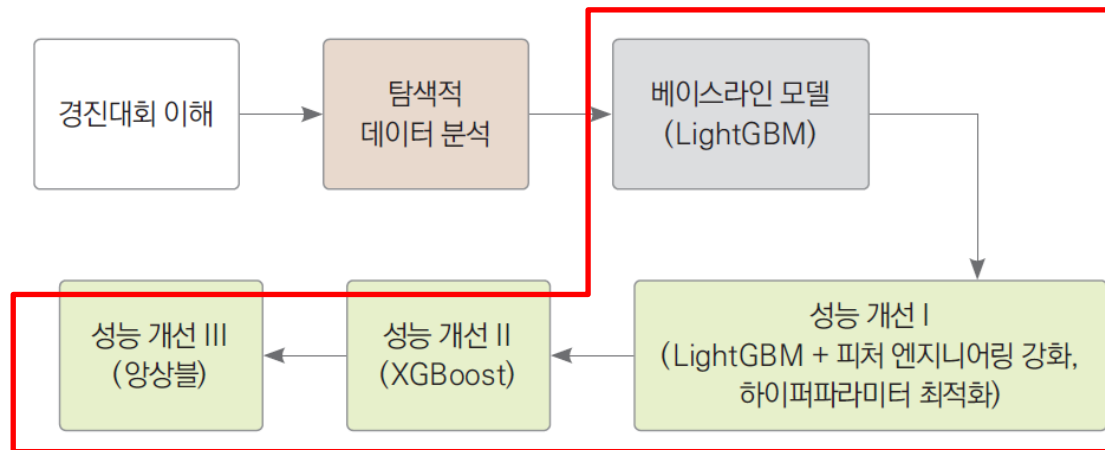 경진대회 이해
탐색적
데이터 분석
베이스라인 모델
(LightGBM)
성능 개선 I
(LightGBM + 피처 엔지니어링 강화,
하이퍼파라미터 최적화)
성능 개선 II
(XGBoost)
성능 개선 III
(앙상블)